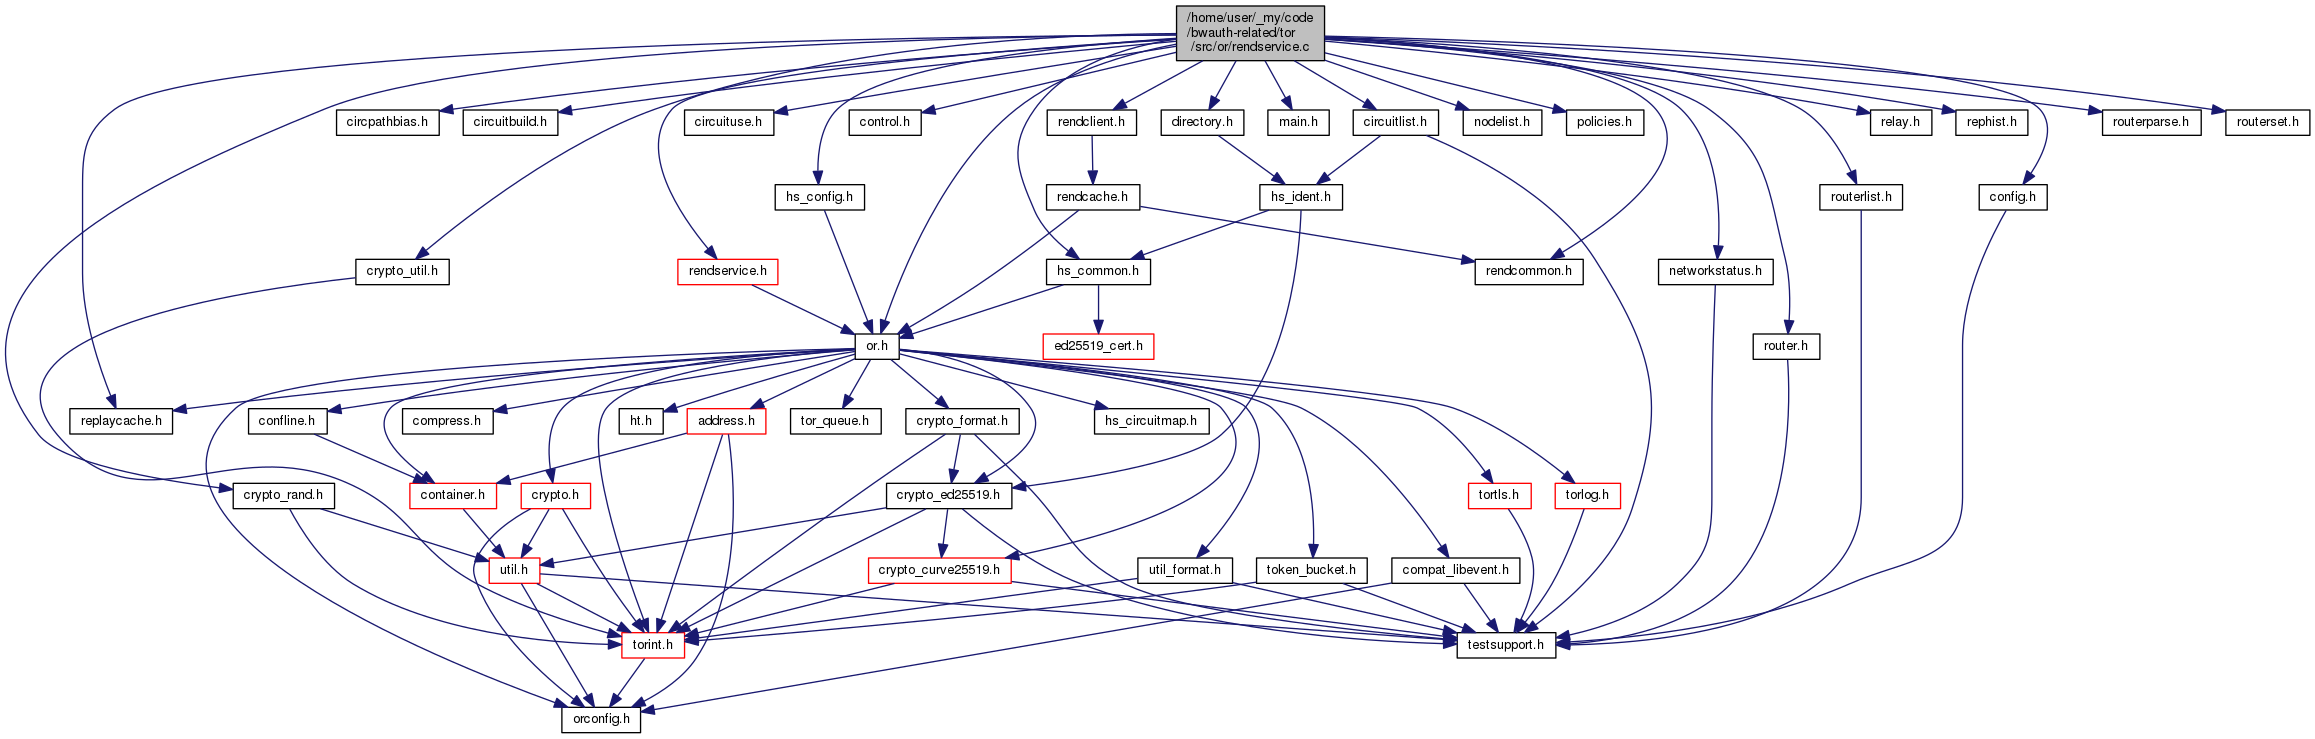 /home/user/_my/code
/bwauth-related/tor
/src/or/rendservice.c
circpathbias.h
circuitbuild.h
circuituse.h
control.h
rendclient.h
directory.h
main.h
circuitlist.h
nodelist.h
policies.h
relay.h
rephist.h
routerparse.h
routerset.h
hs_config.h
rendcache.h
hs_ident.h
routerlist.h
config.h
crypto_util.h
rendservice.h
hs_common.h
rendcommon.h
networkstatus.h
or.h
ed25519_cert.h
router.h
replaycache.h
confline.h
compress.h
ht.h
address.h
tor_queue.h
crypto_format.h
hs_circuitmap.h
crypto_rand.h
container.h
crypto.h
crypto_ed25519.h
tortls.h
torlog.h
util.h
crypto_curve25519.h
util_format.h
token_bucket.h
compat_libevent.h
torint.h
testsupport.h
orconfig.h